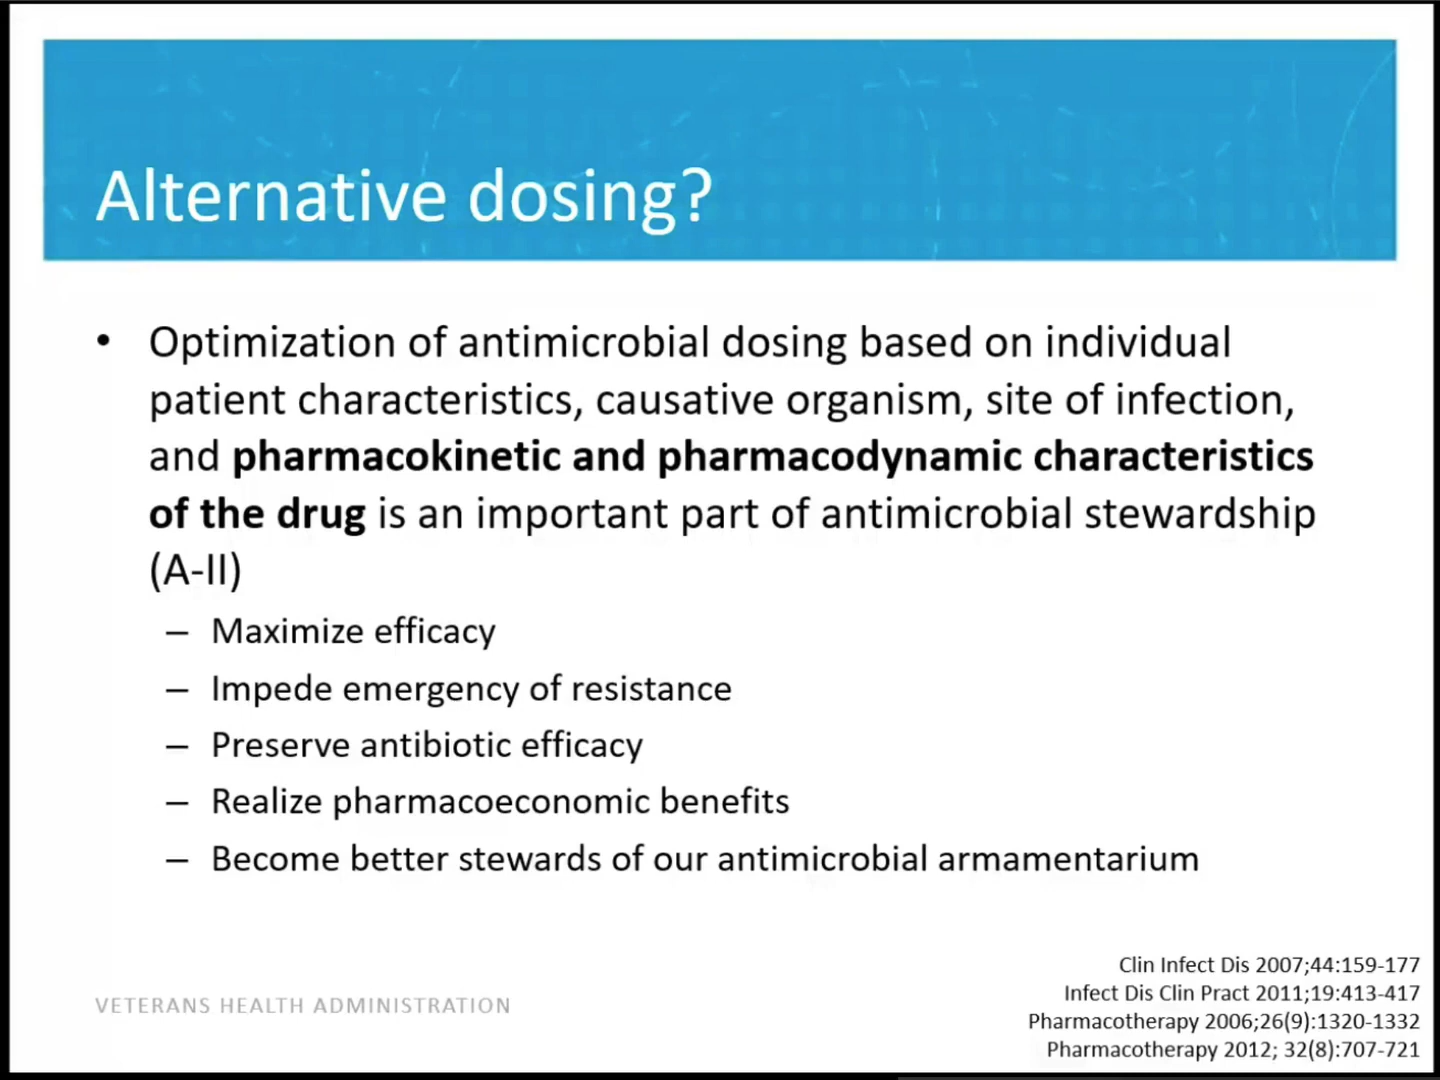 Alternative dosing?
• Optimization of antimicrobial dosing based on individual
patient characteristics, causative organism, site of infection,
and pharmacokinetic and pharmacodynamic characteristics
of the drug is an important part of antimicrobial stewardship
(A-II)
– Maximize efficacy
– Impede emergency of resistance
– Preserve antibiotic efficacy
– Realize pharmacoeconomic benefits
– Become better stewards of our antimicrobial armamentarium
VETERANS HEALTH ADMINISTRATION
Clin Infect Dis 2007;44:159-177
Infect Dis Clin Pract 2011;19:413-417
Pharmacotherapy 2006;26(9):1320-1332
Pharmacotherapy 2012; 32(8):707-721